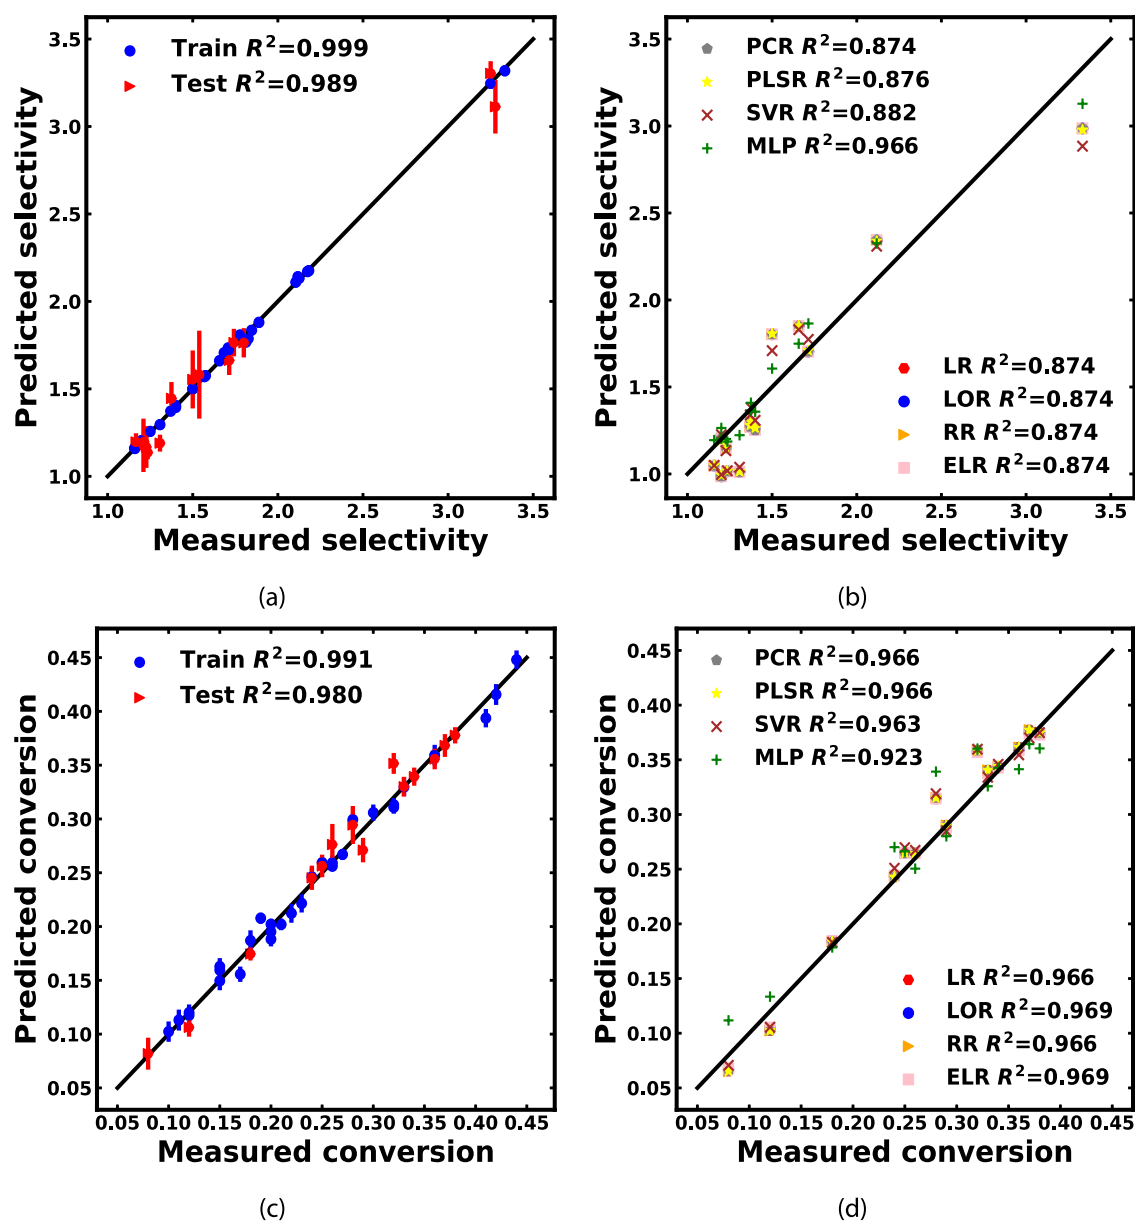 Train R²=0.999
Test R²=0.989
3.5
3.0
2.5
2.0
1.5
1.0
Predicted selectivity
1.0 1.5 2.0 2.5 3.0 3.5
Measured selectivity
(a)
PCR R²=0.874
PLSR R²=0.876
SVR R²=0.882
MLP R²=0.966
LR R²=0.874
LOR R²=0.874
RR R²=0.874
ELR R²=0.874
3.5
3.0
2.5
2.0
1.5
1.0
Predicted selectivity
1.0 1.5 2.0 2.5 3.0 3.5
Measured selectivity
(b)
Train R²=0.991
Test R²=0.980
0.45
0.40
0.35
0.30
0.25
0.20
0.15
0.10
0.05
Predicted conversion
0.05 0.10 0.15 0.20 0.25 0.30 0.35 0.40 0.45
Measured conversion
(c)
PCR R²=0.966
PLSR R²=0.966
SVR R²=0.963
MLP R²=0.923
LR R²=0.966
LOR R²=0.969
RR R²=0.966
ELR R²=0.969
0.45
0.40
0.35
0.30
0.25
0.20
0.15
0.10
0.05
Predicted conversion
0.05 0.10 0.15 0.20 0.25 0.30 0.35 0.40 0.45
Measured conversion
(d)